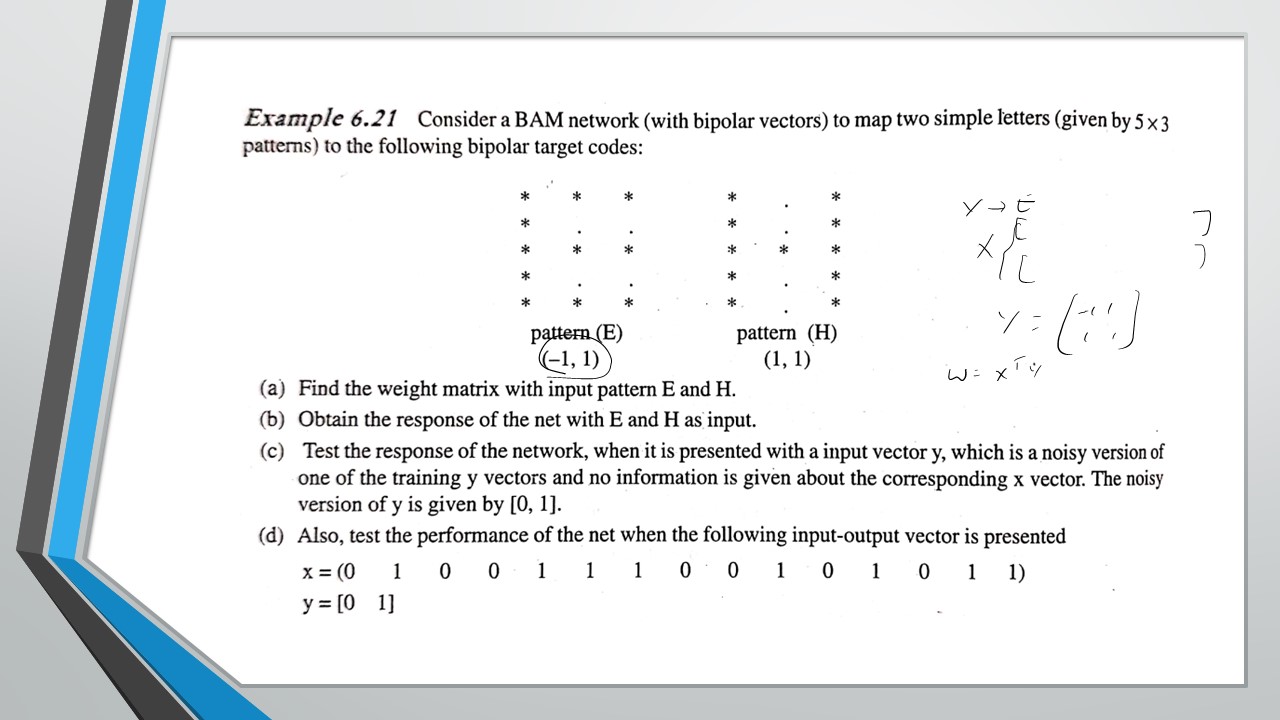 Example 6.21 Consider a BAM network (with bipolar vectors) to map two simple letters (given by 5×3
patterns) to the following bipolar target codes:
* * * * . *
* . . * . *
* * * * * *
* . . * . *
* * * * . *
pattern (E) pattern (H)
(–1, 1) (1, 1)
Y → E
X { [ ]
[ ]
Y = [-1 1
1 1]
W = X^T Y
(a) Find the weight matrix with input pattern E and H.
(b) Obtain the response of the net with E and H as input.
(c) Test the response of the network, when it is presented with a input vector y, which is a noisy version of
one of the training y vectors and no information is given about the corresponding x vector. The noisy
version of y is given by [0, 1].
(d) Also, test the performance of the net when the following input-output vector is presented
x = (0 1 0 0 1 1 1 0 0 1 0 1 0 1 1)
y = [0 1]